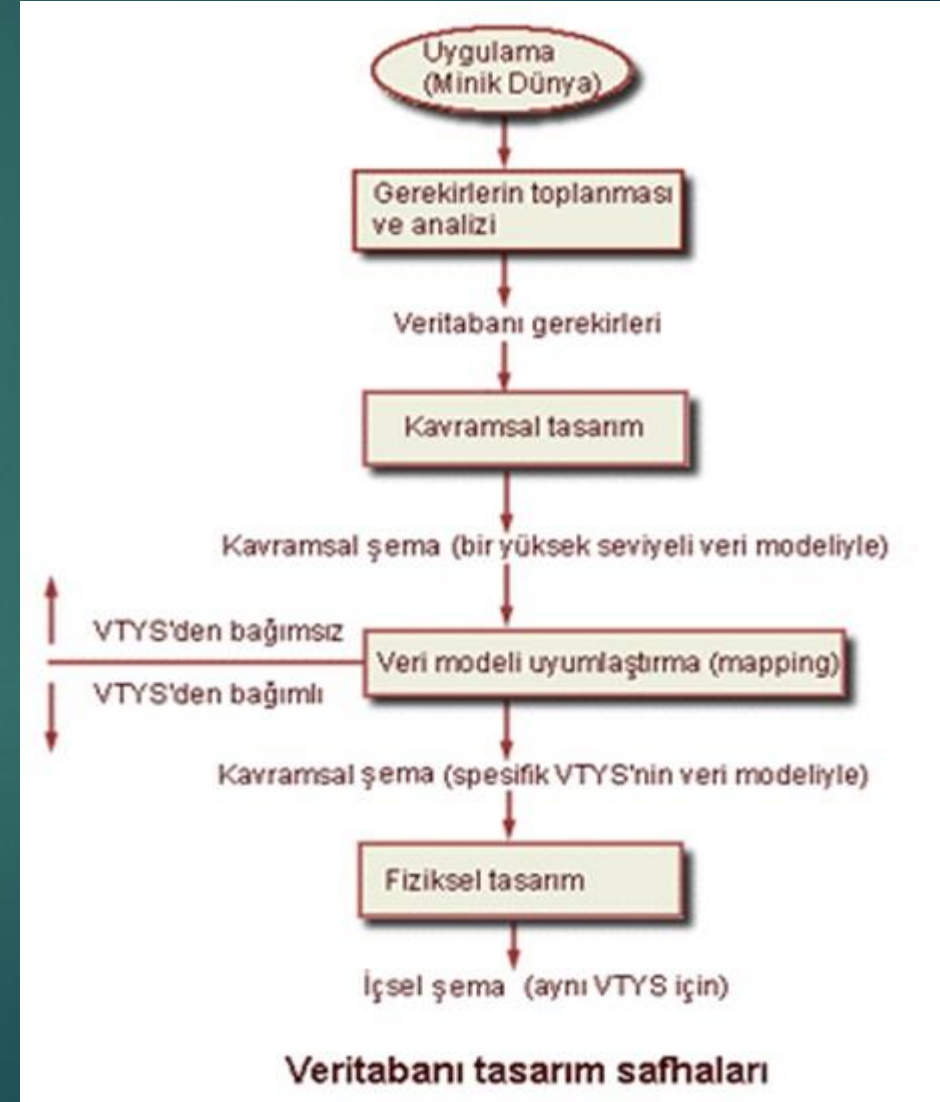 Uygulama
(Minik Dünya)
Gerekirlerin toplanması
ve analizi
Veritabanı gerekirleri
Kavramsal tasarım
Kavramsal şema (bir yüksek seviyeli veri modeliyle)
VTYS'den bağımsız
Veri modeli uyumlaştırma (mapping)
VTYS'den bağımlı
Kavramsal şema (spesifik VTYS'nin veri modeliyle)
Fiziksel tasarım
İçsel şema (aynı VTYS için)
Veritabanı tasarım safhaları